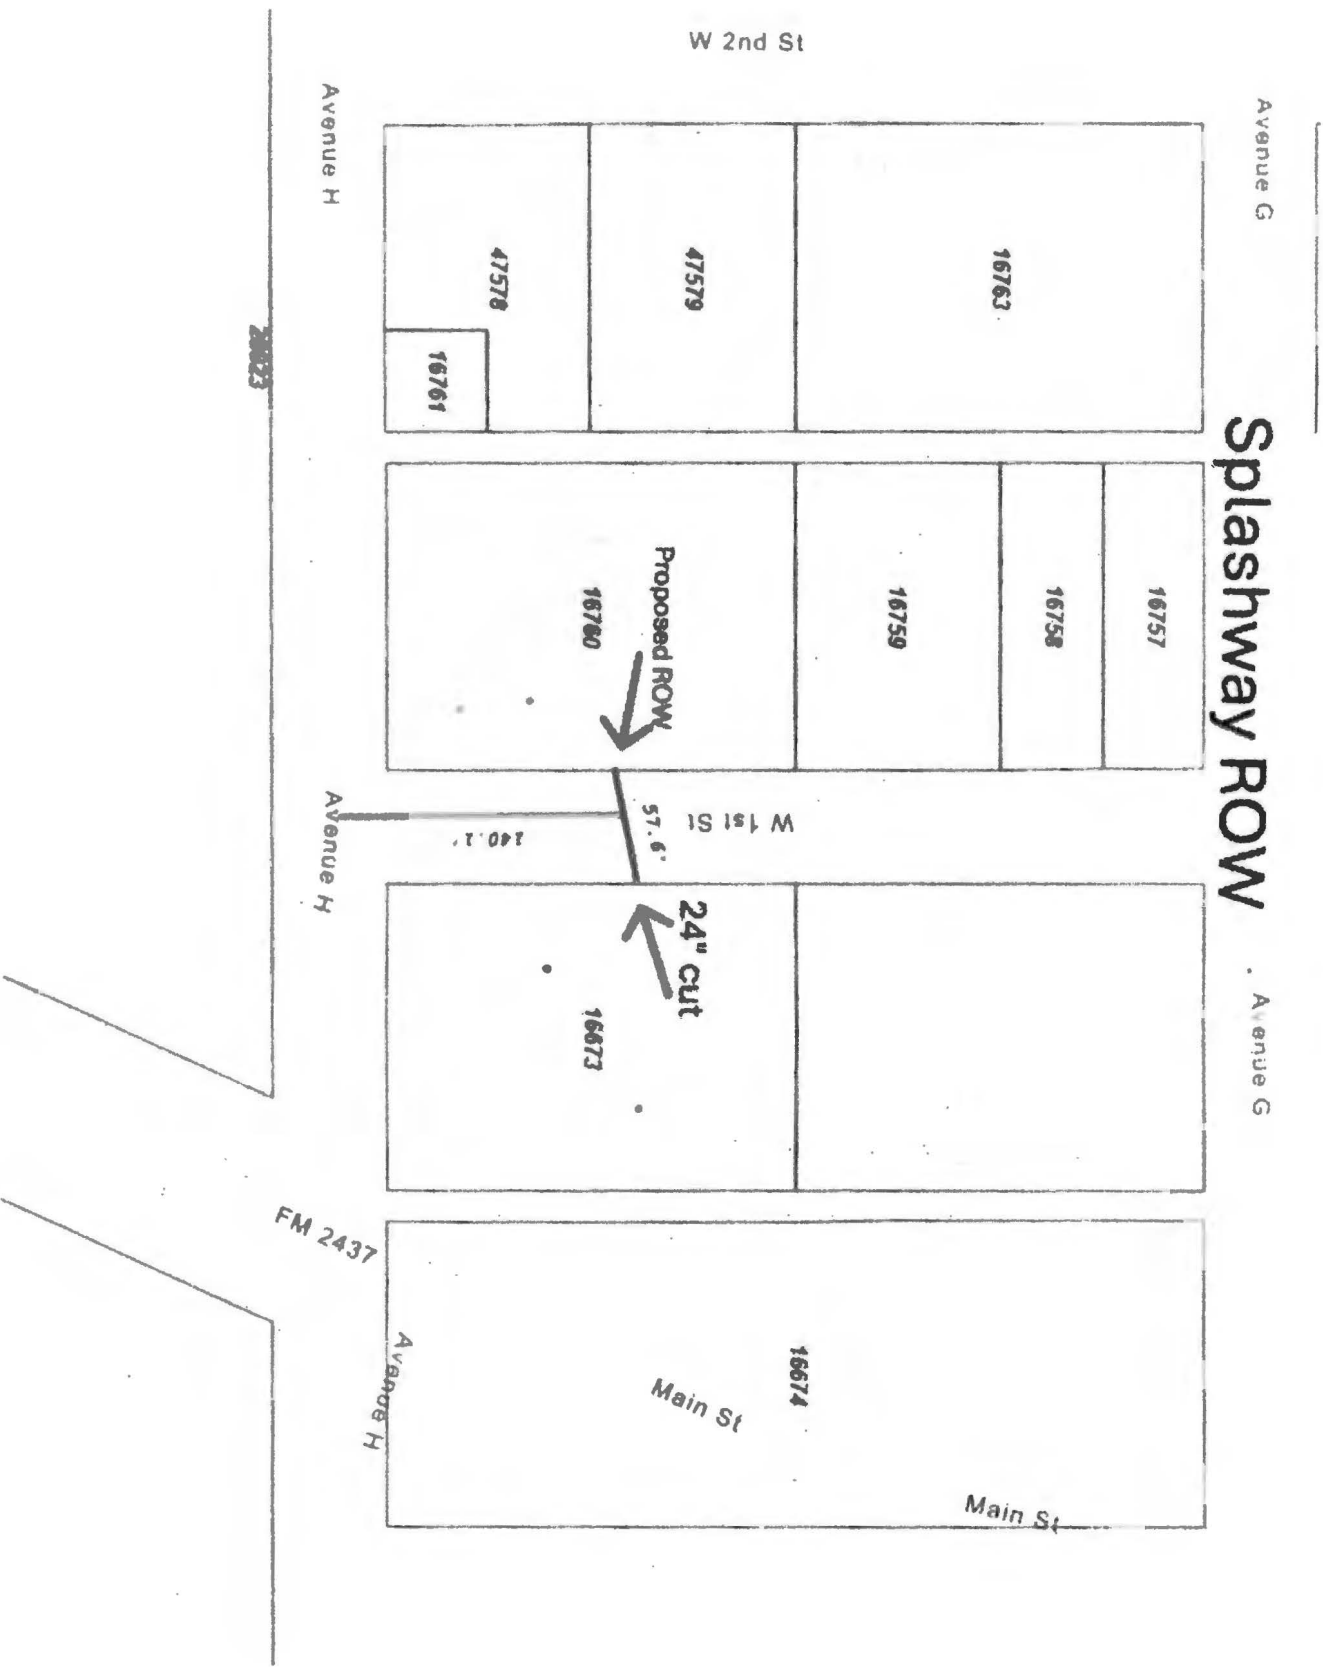 Splashway ROW
Avenue G
Avenue G
16763
47579
47578
16761
W 2nd St
Avenue H
16757
16758
16759
16760
Proposed ROW
W 1st St
57.6'
140.1'
Avenue H
24" cut
16673
FM 2437
Avenue H
16674
Main St
Main St